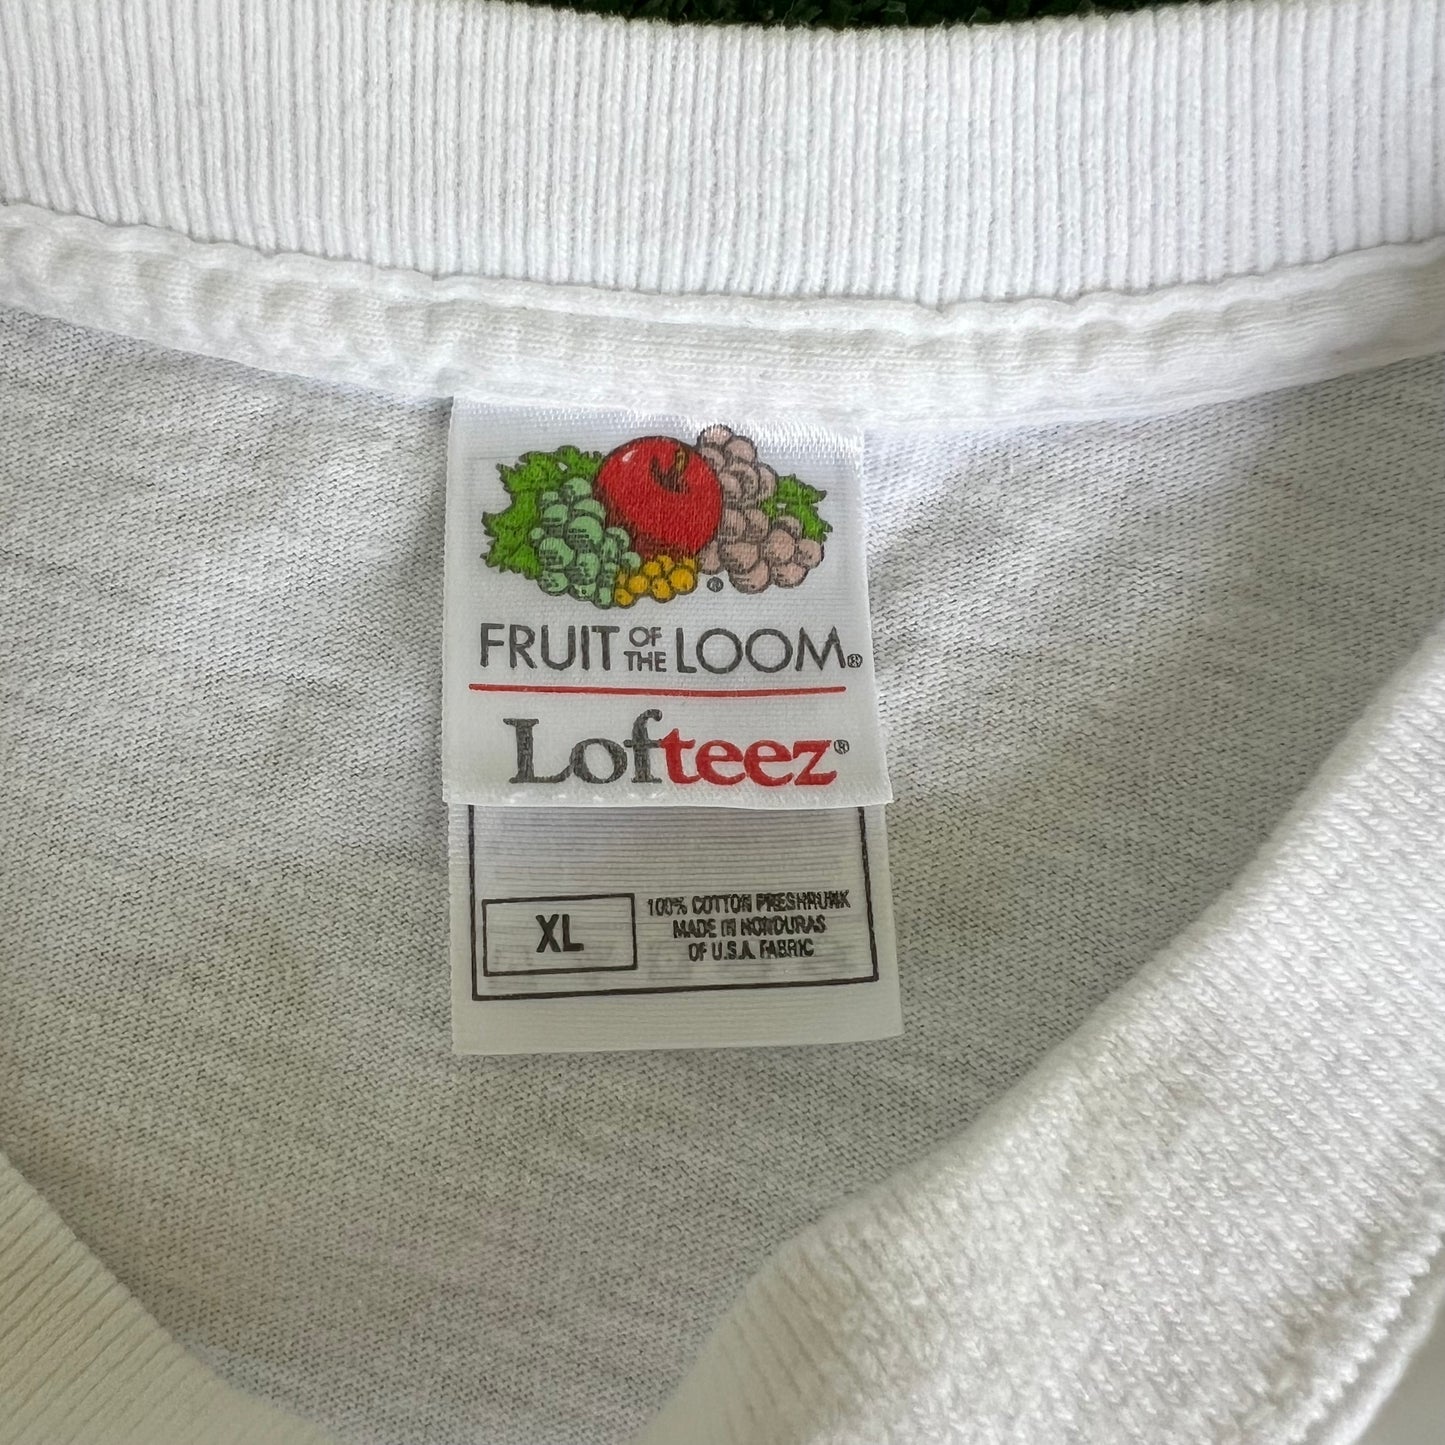 ®
FRUIT OF THE LOOM®
Lofteez®
XL
100% COTTON PRESHRUNK
MADE IN HONDURAS
OF U.S.A. FABRIC